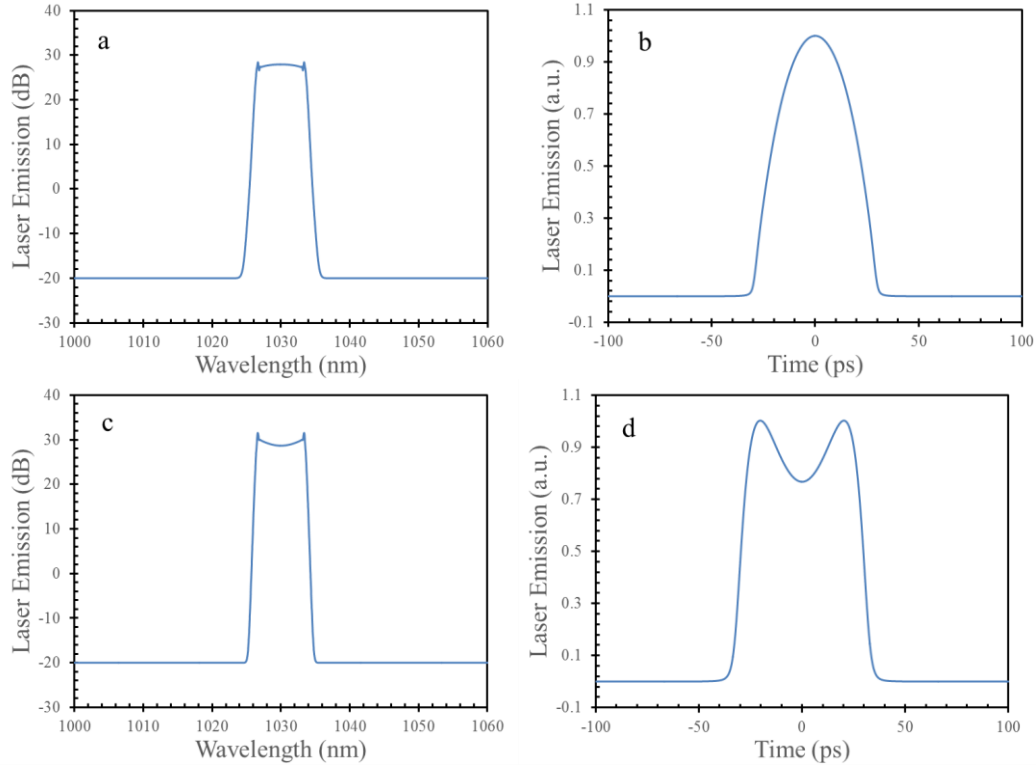 a
Laser Emission (dB)
40
30
20
10
0
-10
-20
-30
1000 1010 1020 1030 1040 1050 1060
Wavelength (nm)
b
Laser Emission (a.u.)
1.1
0.9
0.7
0.5
0.3
0.1
-0.1
-100 -50 0 50 100
Time (ps)
c
Laser Emission (dB)
40
30
20
10
0
-10
-20
-30
1000 1010 1020 1030 1040 1050 1060
Wavelength (nm)
d
Laser Emission (a.u.)
1.1
0.9
0.7
0.5
0.3
0.1
-0.1
-100 -50 0 50 100
Time (ps)